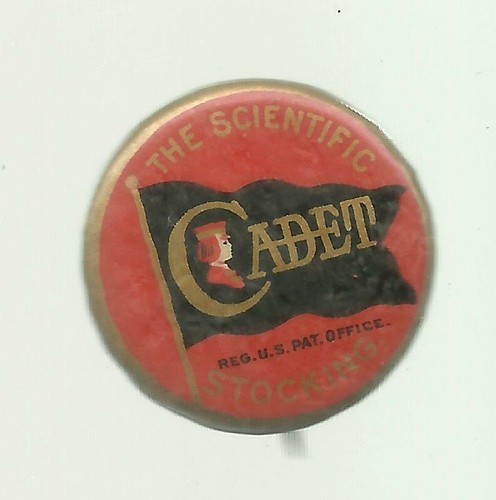 THE SCIENTIFIC
CADET
REG. U.S. PAT. OFFICE.
STOCKING.